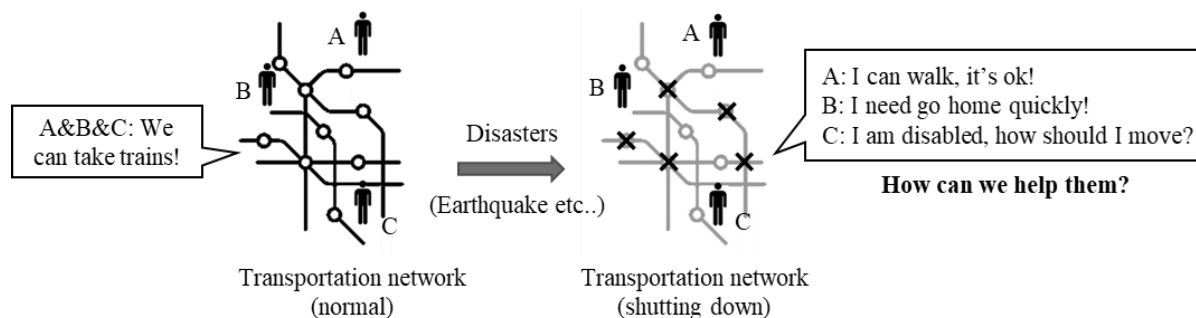 A&B&C: We
can take trains!
A
B
C
Transportation network
(normal)
Disasters
(Earthquake etc..)
A
B
C
Transportation network
(shutting down)
A: I can walk, it's ok!
B: I need go home quickly!
C: I am disabled, how should I move?
How can we help them?